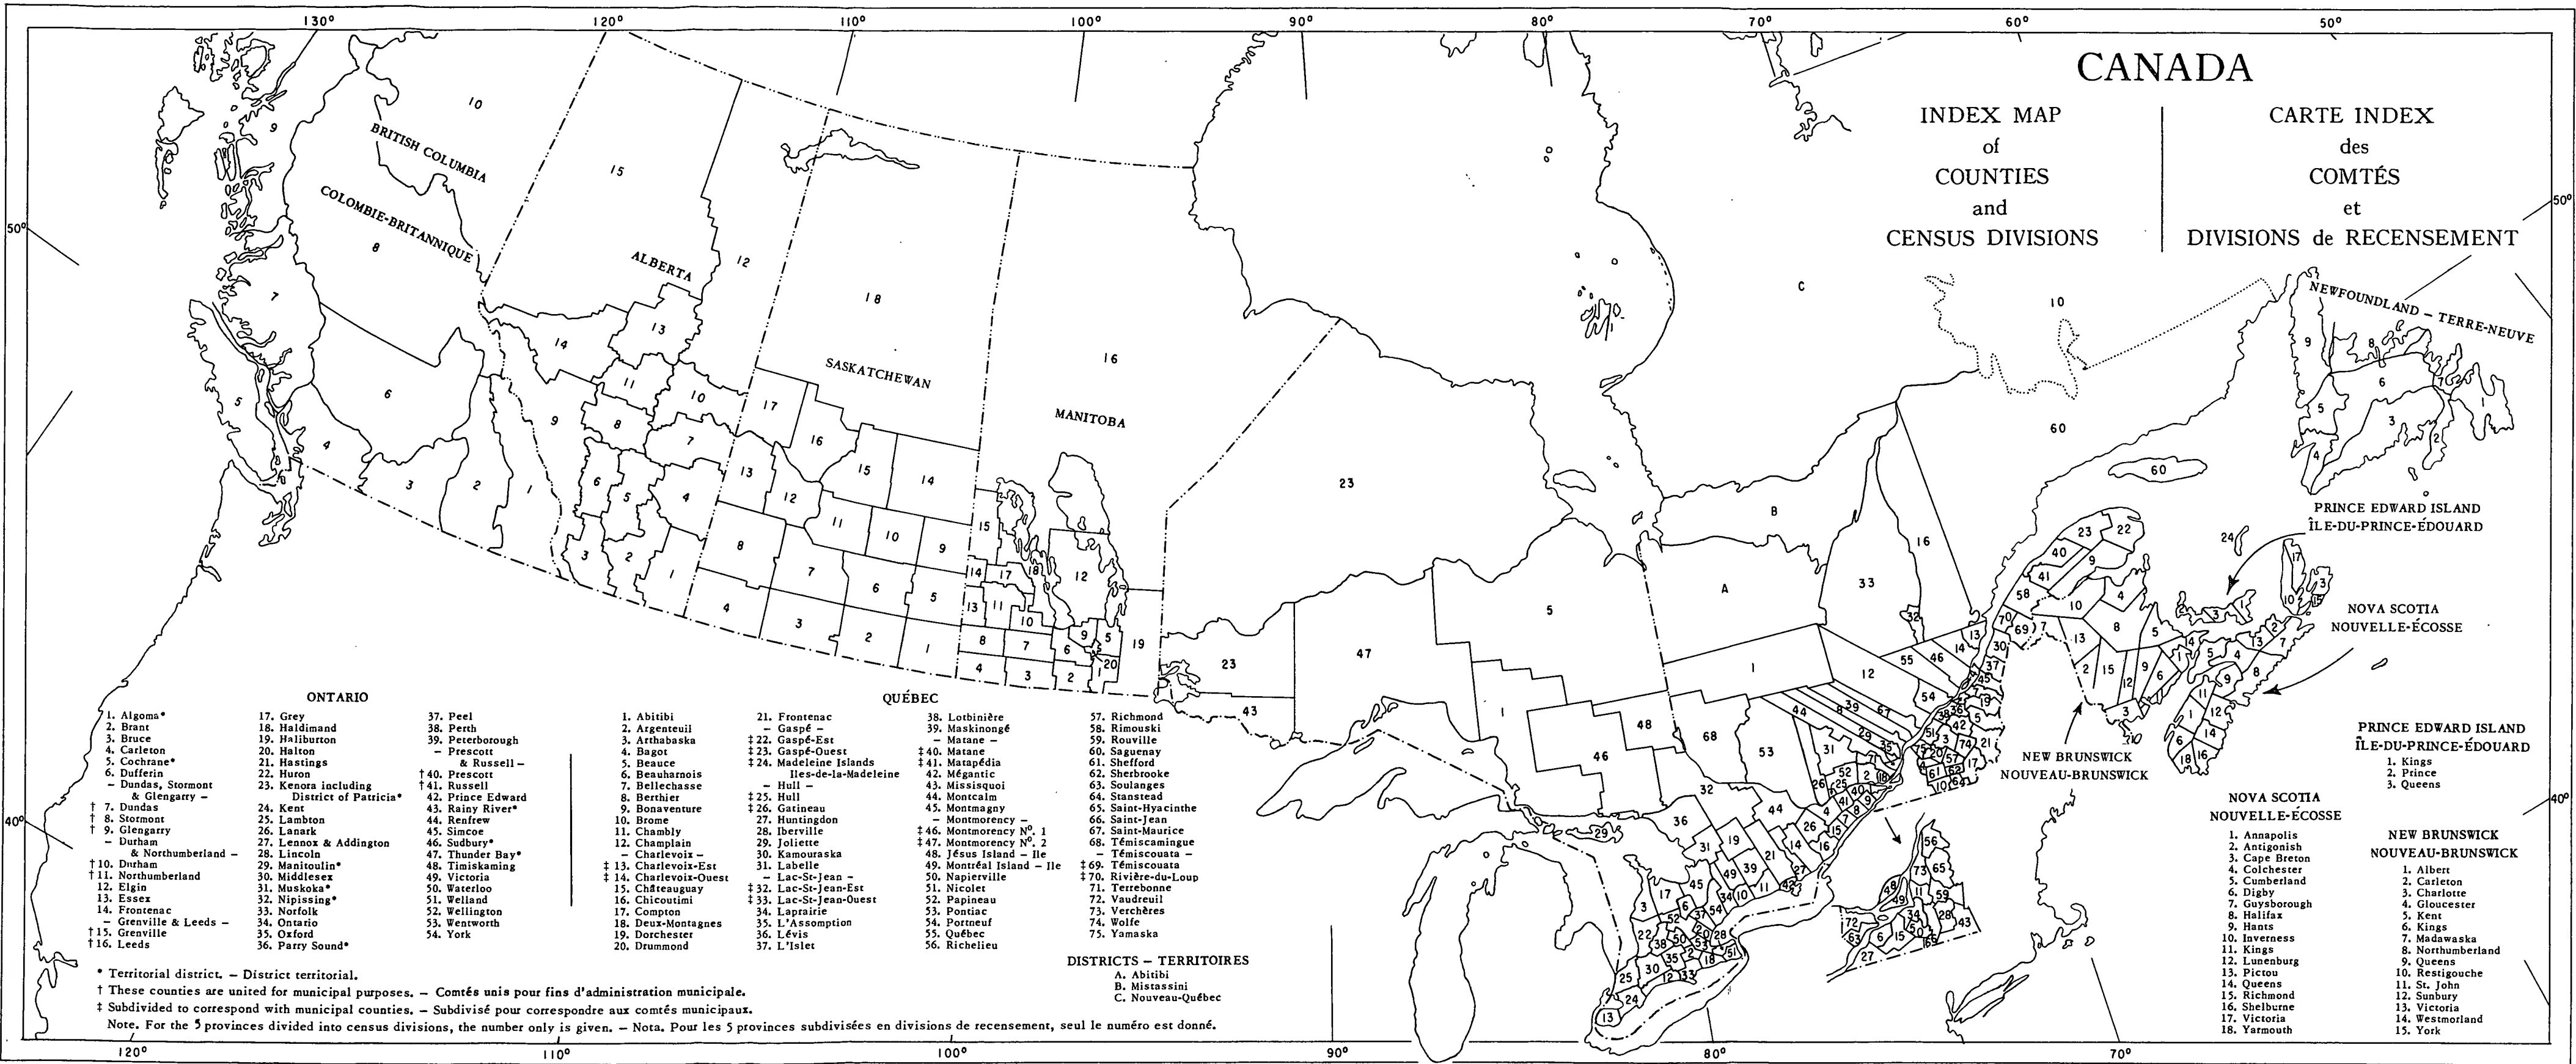 130° 120° 110° 100° 90° 80° 70° 60° 50°
CANADA
INDEX MAP
of
COUNTIES
and
CENSUS DIVISIONS
CARTE INDEX
des
COMTÉS
et
DIVISIONS de RECENSEMENT
50°
50°
40°
40°
BRITISH COLUMBIA
COLOMBIE-BRITANNIQUE
ALBERTA
SASKATCHEWAN
MANITOBA
NEWFOUNDLAND – TERRE-NEUVE
PRINCE EDWARD ISLAND
ÎLE-DU-PRINCE-ÉDOUARD
NOVA SCOTIA
NOUVELLE-ÉCOSSE
NEW BRUNSWICK
NOUVEAU-BRUNSWICK
ONTARIO
1. Algoma*
2. Brant
3. Bruce
4. Carleton
5. Cochrane*
6. Dufferin
– Dundas, Stormont
& Glengarry –
† 7. Dundas
† 8. Stormont
† 9. Glengarry
– Durham
& Northumberland –
†10. Durham
†11. Northumberland
12. Elgin
13. Essex
14. Frontenac
– Grenville & Leeds –
†15. Grenville
†16. Leeds
17. Grey
18. Haldimand
19. Haliburton
20. Halton
21. Hastings
22. Huron
23. Kenora including
District of Patricia*
24. Kent
25. Lambton
26. Lanark
27. Lennox & Addington
28. Lincoln
29. Manitoulin*
30. Middlesex
31. Muskoka*
32. Nipissing*
33. Norfolk
34. Ontario
35. Oxford
36. Parry Sound*
37. Peel
38. Perth
39. Peterborough
– Prescott
& Russell –
†40. Prescott
†41. Russell
42. Prince Edward
43. Rainy River*
44. Renfrew
45. Simcoe
46. Sudbury*
47. Thunder Bay*
48. Timiskaming
49. Victoria
50. Waterloo
51. Welland
52. Wellington
53. Wentworth
54. York
QUÉBEC
1. Abitibi
2. Argenteuil
3. Arthabaska
4. Bagot
5. Beauce
6. Beauharnois
7. Bellechasse
8. Berthier
9. Bonaventure
10. Brome
11. Chambly
12. Champlain
– Charlevoix –
‡ 13. Charlevoix-Est
‡ 14. Charlevoix-Ouest
15. Châteauguay
16. Chicoutimi
17. Compton
18. Deux-Montagnes
19. Dorchester
20. Drummond
21. Frontenac
– Gaspé –
‡22. Gaspé-Est
‡23. Gaspé-Ouest
‡24. Madeleine Islands
Iles-de-la-Madeleine
– Hull –
‡25. Hull
‡26. Gatineau
27. Huntingdon
28. Iberville
29. Joliette
30. Kamouraska
31. Labelle
– Lac-St-Jean –
‡32. Lac-St-Jean-Est
‡33. Lac-St-Jean-Ouest
34. Laprairie
35. L'Assomption
36. Lévis
37. L'Islet
38. Lotbinière
39. Maskinongé
– Matane –
‡40. Matane
‡41. Matapédia
42. Mégantic
43. Missisquoi
44. Montcalm
45. Montmagny
– Montmorency –
‡46. Montmorency Nº. 1
‡47. Montmorency Nº. 2
48. Jésus Island – Ile
49. Montréal Island – Ile
50. Napierville
51. Nicolet
52. Papineau
53. Pontiac
54. Portneuf
55. Québec
56. Richelieu
57. Richmond
58. Rimouski
59. Rouville
60. Saguenay
61. Shefford
62. Sherbrooke
63. Soulanges
64. Stanstead
65. Saint-Hyacinthe
66. Saint-Jean
67. Saint-Maurice
68. Témiscamingue
– Témiscouata –
‡69. Témiscouata
‡70. Rivière-du-Loup
71. Terrebonne
72. Vaudreuil
73. Verchères
74. Wolfe
75. Yamaska
DISTRICTS – TERRITOIRES
A. Abitibi
B. Mistassini
C. Nouveau-Québec
PRINCE EDWARD ISLAND
ÎLE-DU-PRINCE-ÉDOUARD
1. Kings
2. Prince
3. Queens
NOVA SCOTIA
NOUVELLE-ÉCOSSE
1. Annapolis
2. Antigonish
3. Cape Breton
4. Colchester
5. Cumberland
6. Digby
7. Guysborough
8. Halifax
9. Hants
10. Inverness
11. Kings
12. Lunenburg
13. Pictou
14. Queens
15. Richmond
16. Shelburne
17. Victoria
18. Yarmouth
NEW BRUNSWICK
NOUVEAU-BRUNSWICK
1. Albert
2. Carleton
3. Charlotte
4. Gloucester
5. Kent
6. Kings
7. Madawaska
8. Northumberland
9. Queens
10. Restigouche
11. St. John
12. Sunbury
13. Victoria
14. Westmorland
15. York
* Territorial district. – District territorial.
† These counties are united for municipal purposes. – Comtés unis pour fins d'administration municipale.
‡ Subdivided to correspond with municipal counties. – Subdivisé pour correspondre aux comtés municipaux.
Note. For the 5 provinces divided into census divisions, the number only is given. – Nota. Pour les 5 provinces subdivisées en divisions de recensement, seul le numéro est donné.
120° 110° 100° 90° 80° 70°